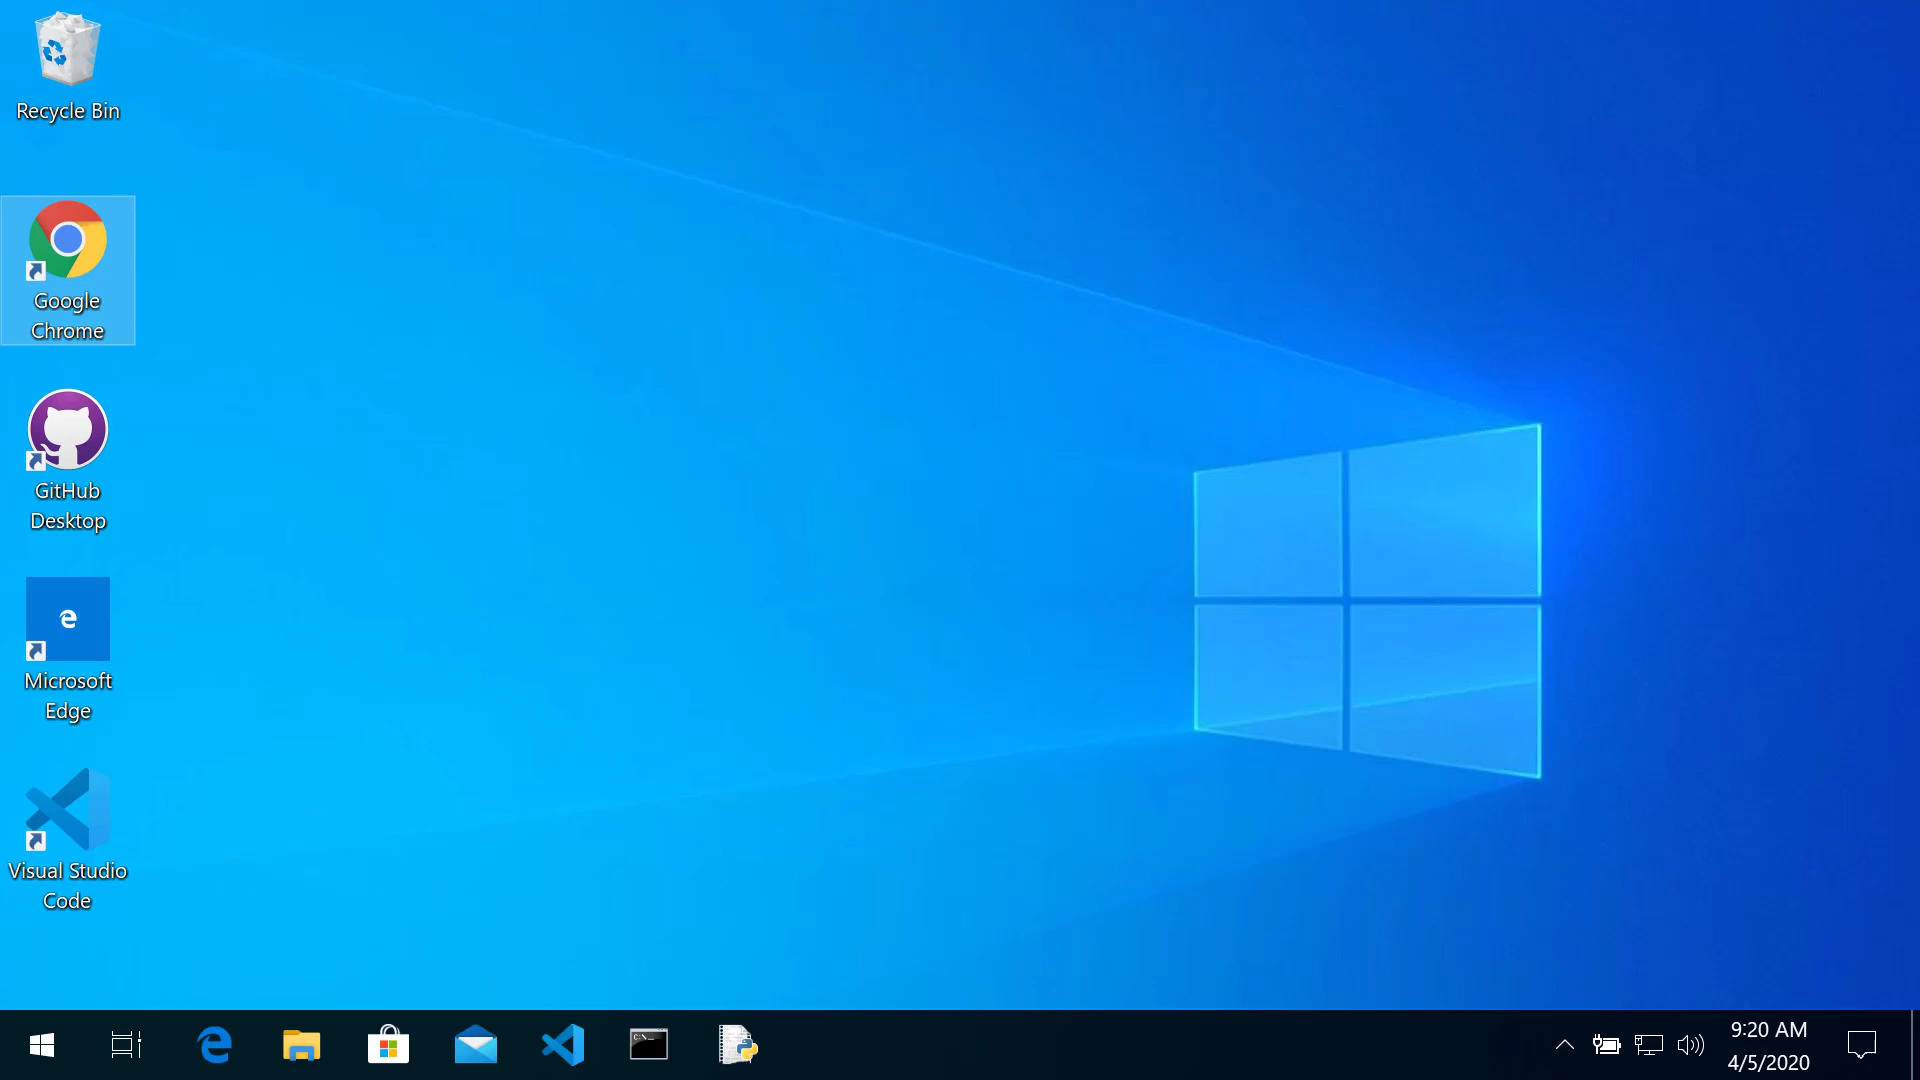 Recycle Bin
Google
Chrome
GitHub
Desktop
Microsoft
Edge
Visual Studio
Code
C:\_
9:20 AM
4/5/2020